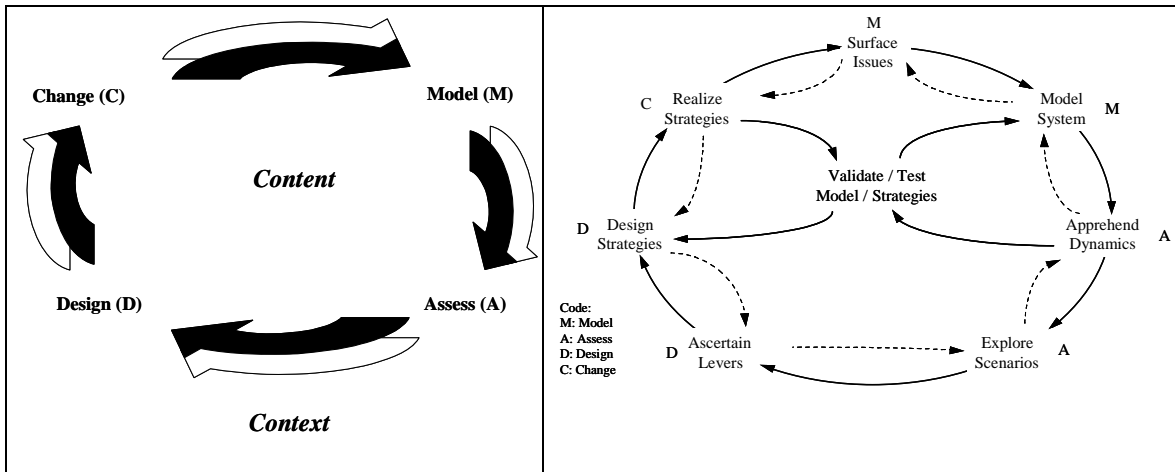 Change (C)
Model (M)
Content
Design (D)
Assess (A)
Context
M
Surface
Issues
C
Realize
Strategies
Model
System
M
Validate / Test
Model / Strategies
D
Design
Strategies
Apprehend
Dynamics
A
Code:
M: Model
A: Assess
D: Design
C: Change
D
Ascertain
Levers
Explore
Scenarios
A